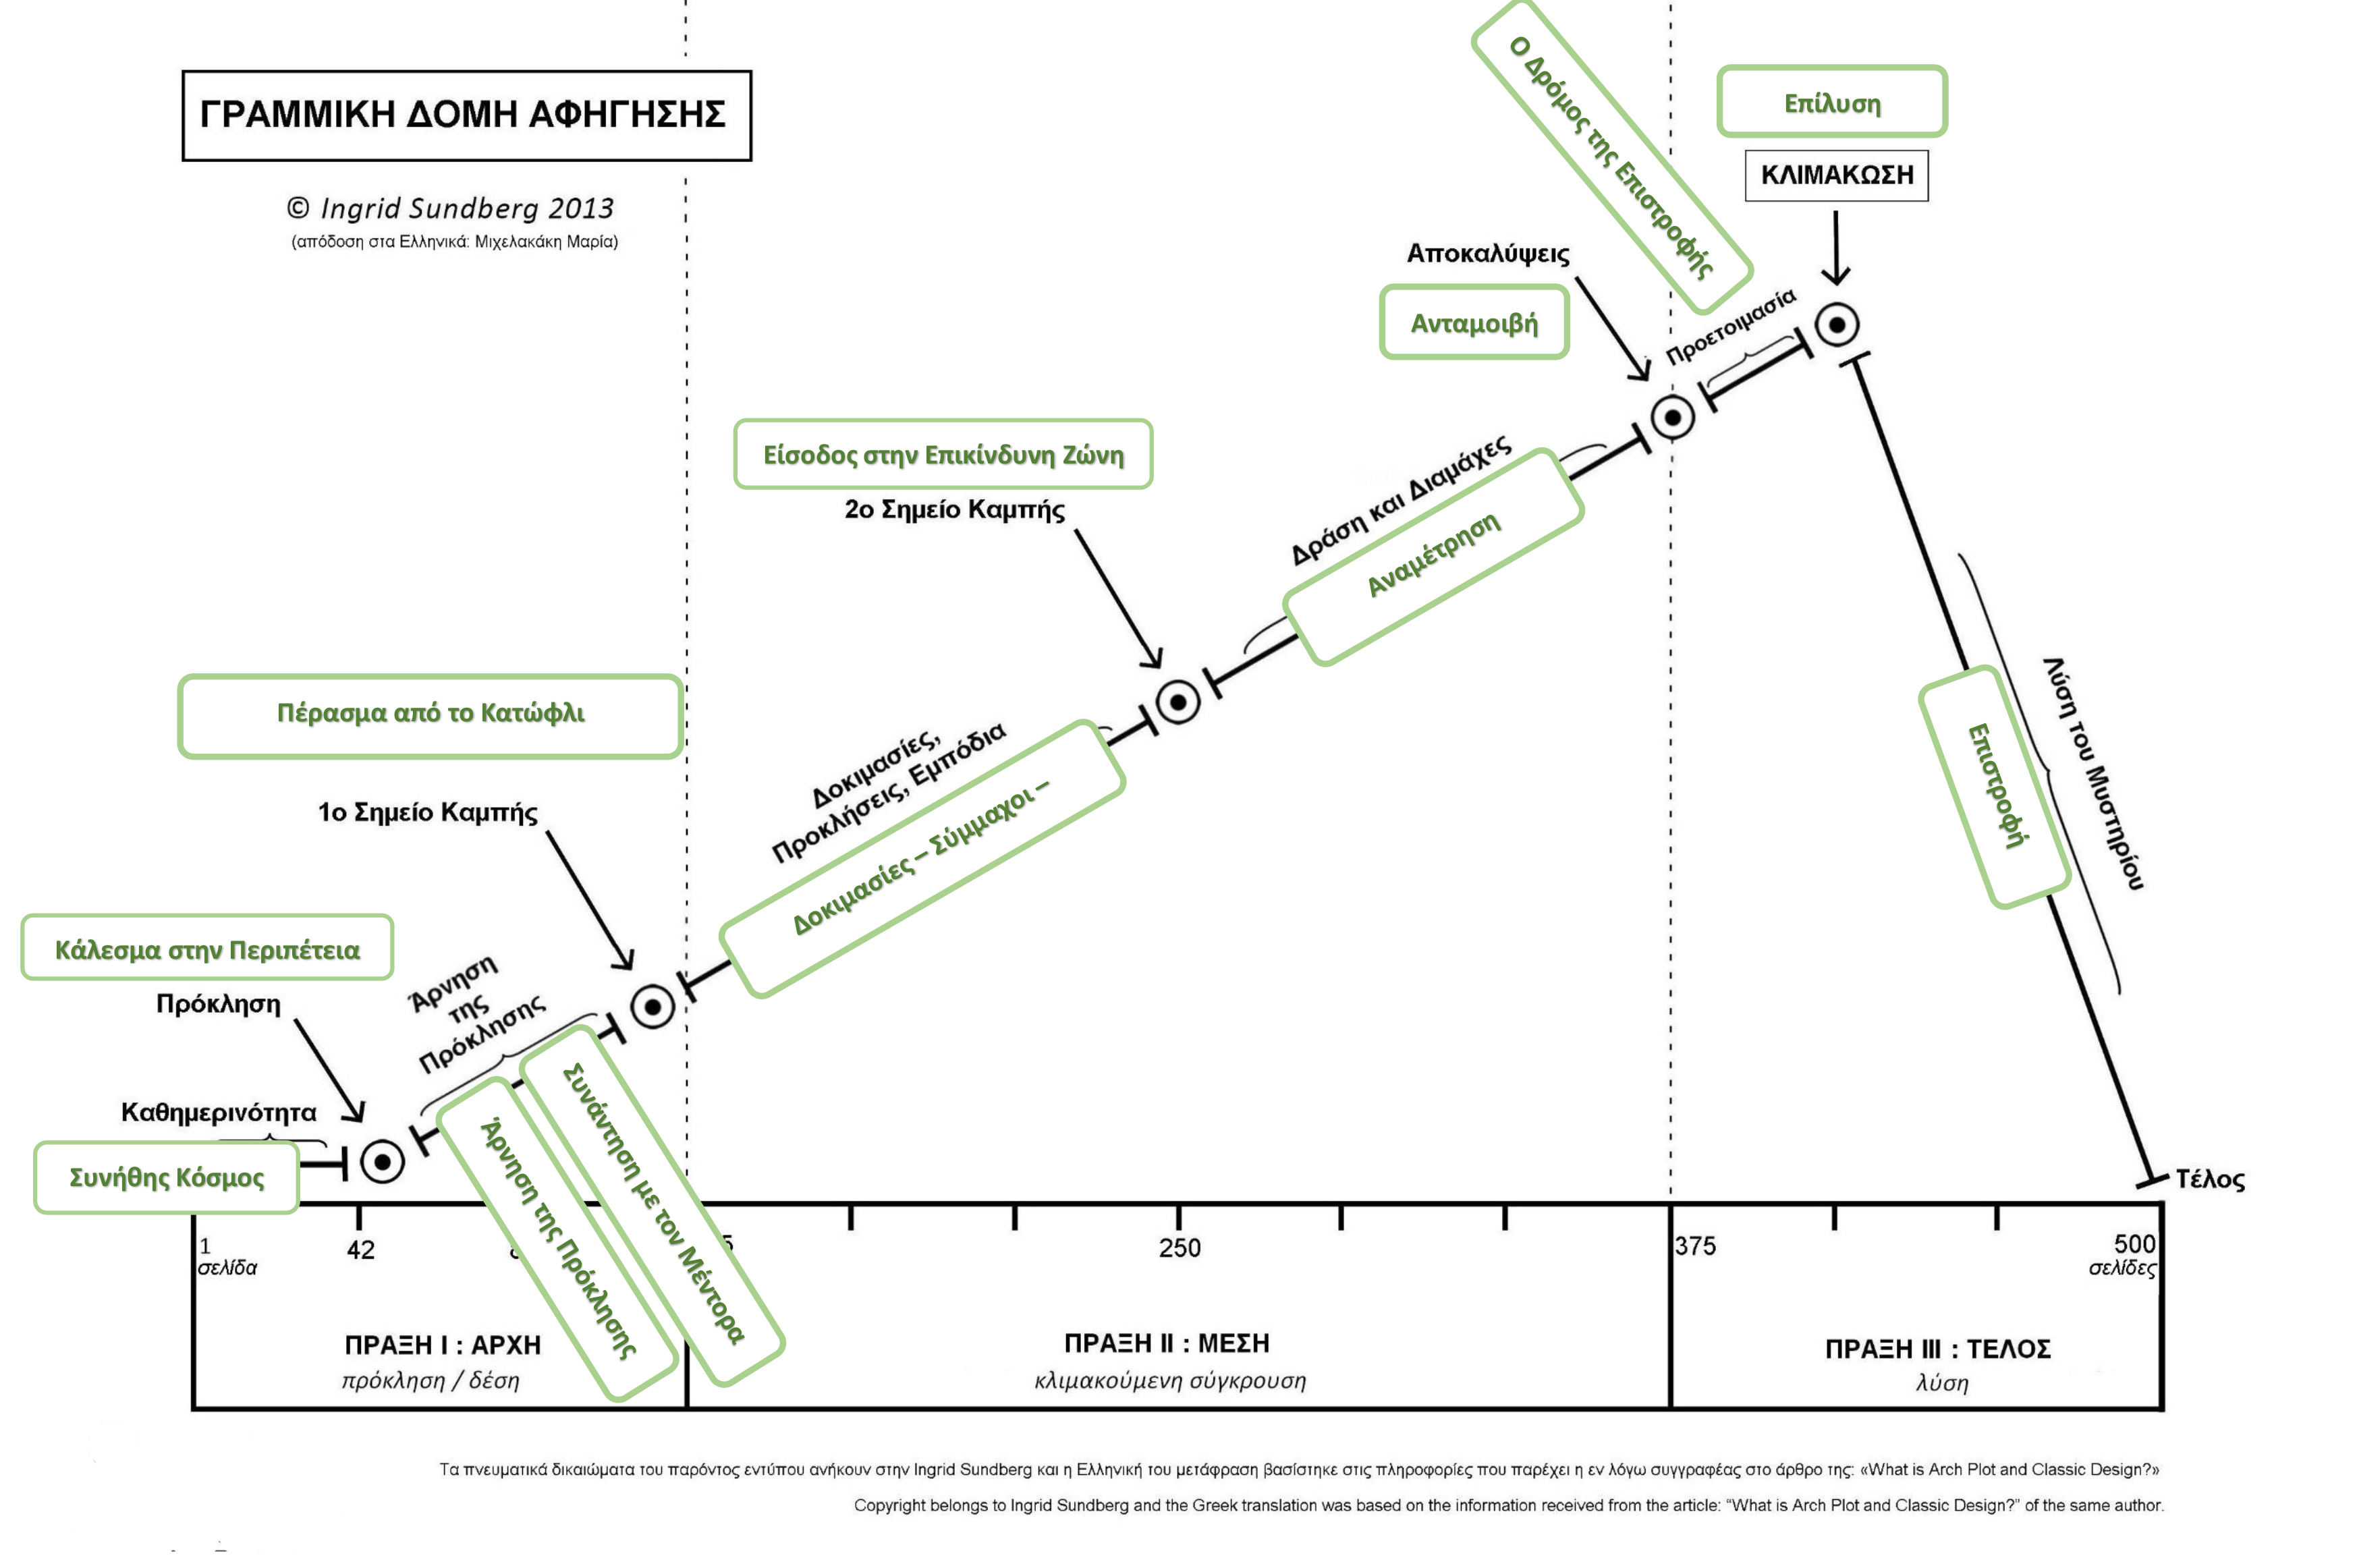 ΓΡΑΜΜΙΚΗ ΔΟΜΗ ΑΦΗΓΗΣΗΣ
© Ingrid Sundberg 2013
(απόδοση στα Ελληνικά: Μιχελακάκη Μαρία)
Ο Δρόμος της Επιστροφής
Επίλυση
ΚΛΙΜΑΚΩΣΗ
Αποκαλύψεις
Ανταμοιβή
Προετοιμασία
Είσοδος στην Επικίνδυνη Ζώνη
2ο Σημείο Καμπής
Δράση και Διαμάχες
Αναμέτρηση
Πέρασμα από το Κατώφλι
1ο Σημείο Καμπής
Δοκιμασίες,
Προκλήσεις, Εμπόδια
Δοκιμασίες – Σύμμαχοι –
Λύση του Μυστηρίου
Επιστροφή
Κάλεσμα στην Περιπέτεια
Πρόκληση
Άρνηση
της
Πρόκλησης
Καθημερινότητα
Συνήθης Κόσμος
Άρνηση της Πρόκλησης
Συνάντηση με τον Μέντορα
Τέλος
1
σελίδα
42
250
375
500
σελίδες
ΠΡΑΞΗ Ι : ΑΡΧΗ
πρόκληση / δέση
ΠΡΑΞΗ ΙΙ : ΜΕΣΗ
κλιμακούμενη σύγκρουση
ΠΡΑΞΗ ΙΙΙ : ΤΕΛΟΣ
λύση
Τα πνευματικά δικαιώματα του παρόντος εντύπου ανήκουν στην Ingrid Sundberg και η Ελληνική του μετάφραση βασίστηκε στις πληροφορίες που παρέχει η εν λόγω συγγραφέας στο άρθρο της: «What is Arch Plot and Classic Design?»
Copyright belongs to Ingrid Sundberg and the Greek translation was based on the information received from the article: “What is Arch Plot and Classic Design?” of the same author.